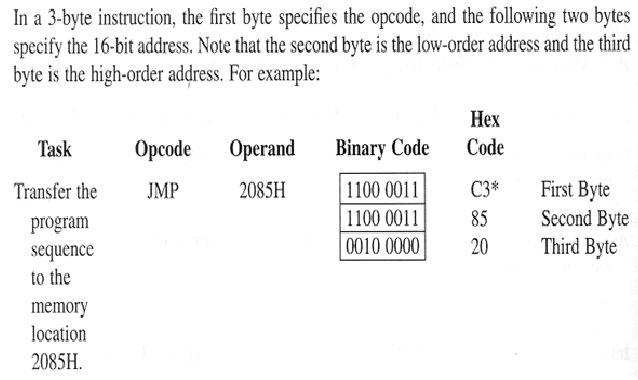 In a 3-byte instruction, the first byte specifies the opcode, and the following two bytes
specify the 16-bit address. Note that the second byte is the low-order address and the third
byte is the high-order address. For example:
Hex
Task Opcode Operand Binary Code Code
Transfer the JMP 2085H 1100 0011 C3* First Byte
program 1100 0011 85 Second Byte
sequence 0010 0000 20 Third Byte
to the
memory
location
2085H.